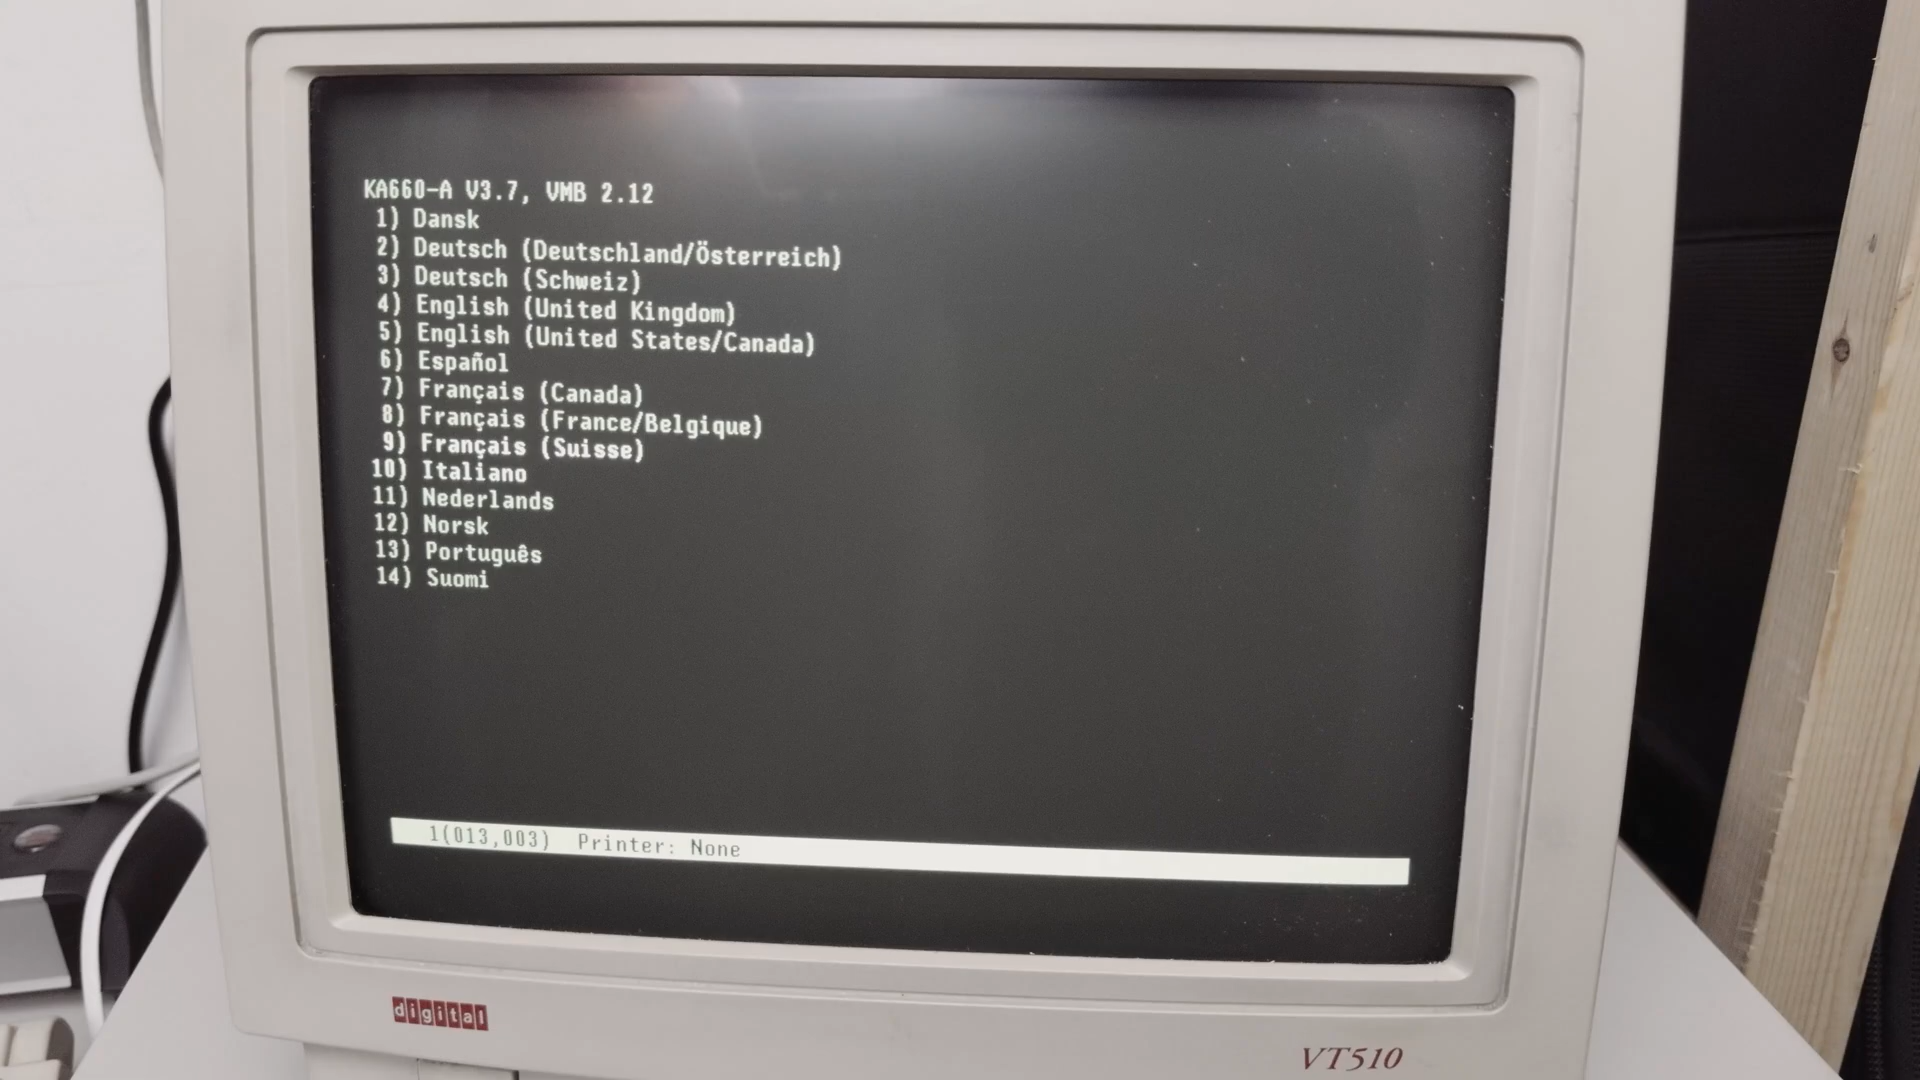 KA660-A V3.7, VMB 2.12
1) Dansk
2) Deutsch (Deutschland/Österreich)
3) Deutsch (Schweiz)
4) English (United Kingdom)
5) English (United States/Canada)
6) Español
7) Français (Canada)
8) Français (France/Belgique)
9) Français (Suisse)
10) Italiano
11) Nederlands
12) Norsk
13) Português
14) Suomi
1(013,003) Printer: None
digital
VT510